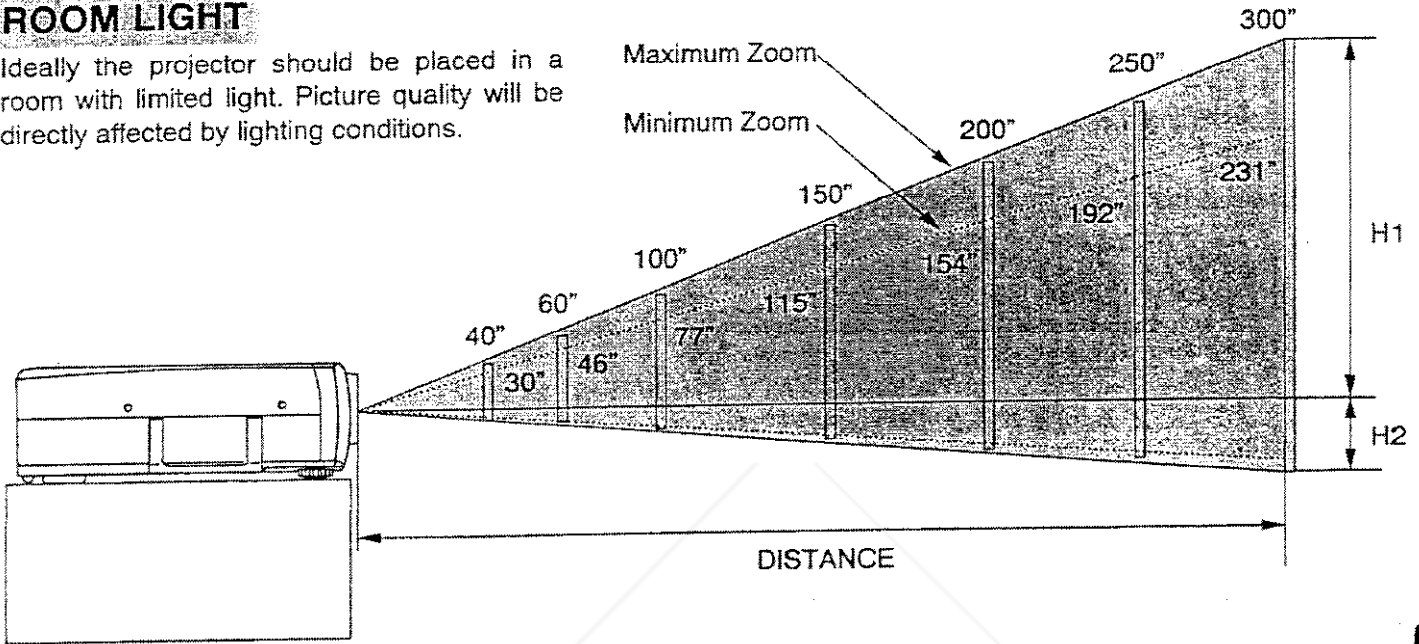 ROOM LIGHT
Ideally the projector should be placed in a
room with limited light. Picture quality will be
directly affected by lighting conditions.
Maximum Zoom
Minimum Zoom
300”
250”
200”
150”
100”
60”
40”
30”
46”
77”
115”
154”
192”
231”
H1
H2
DISTANCE